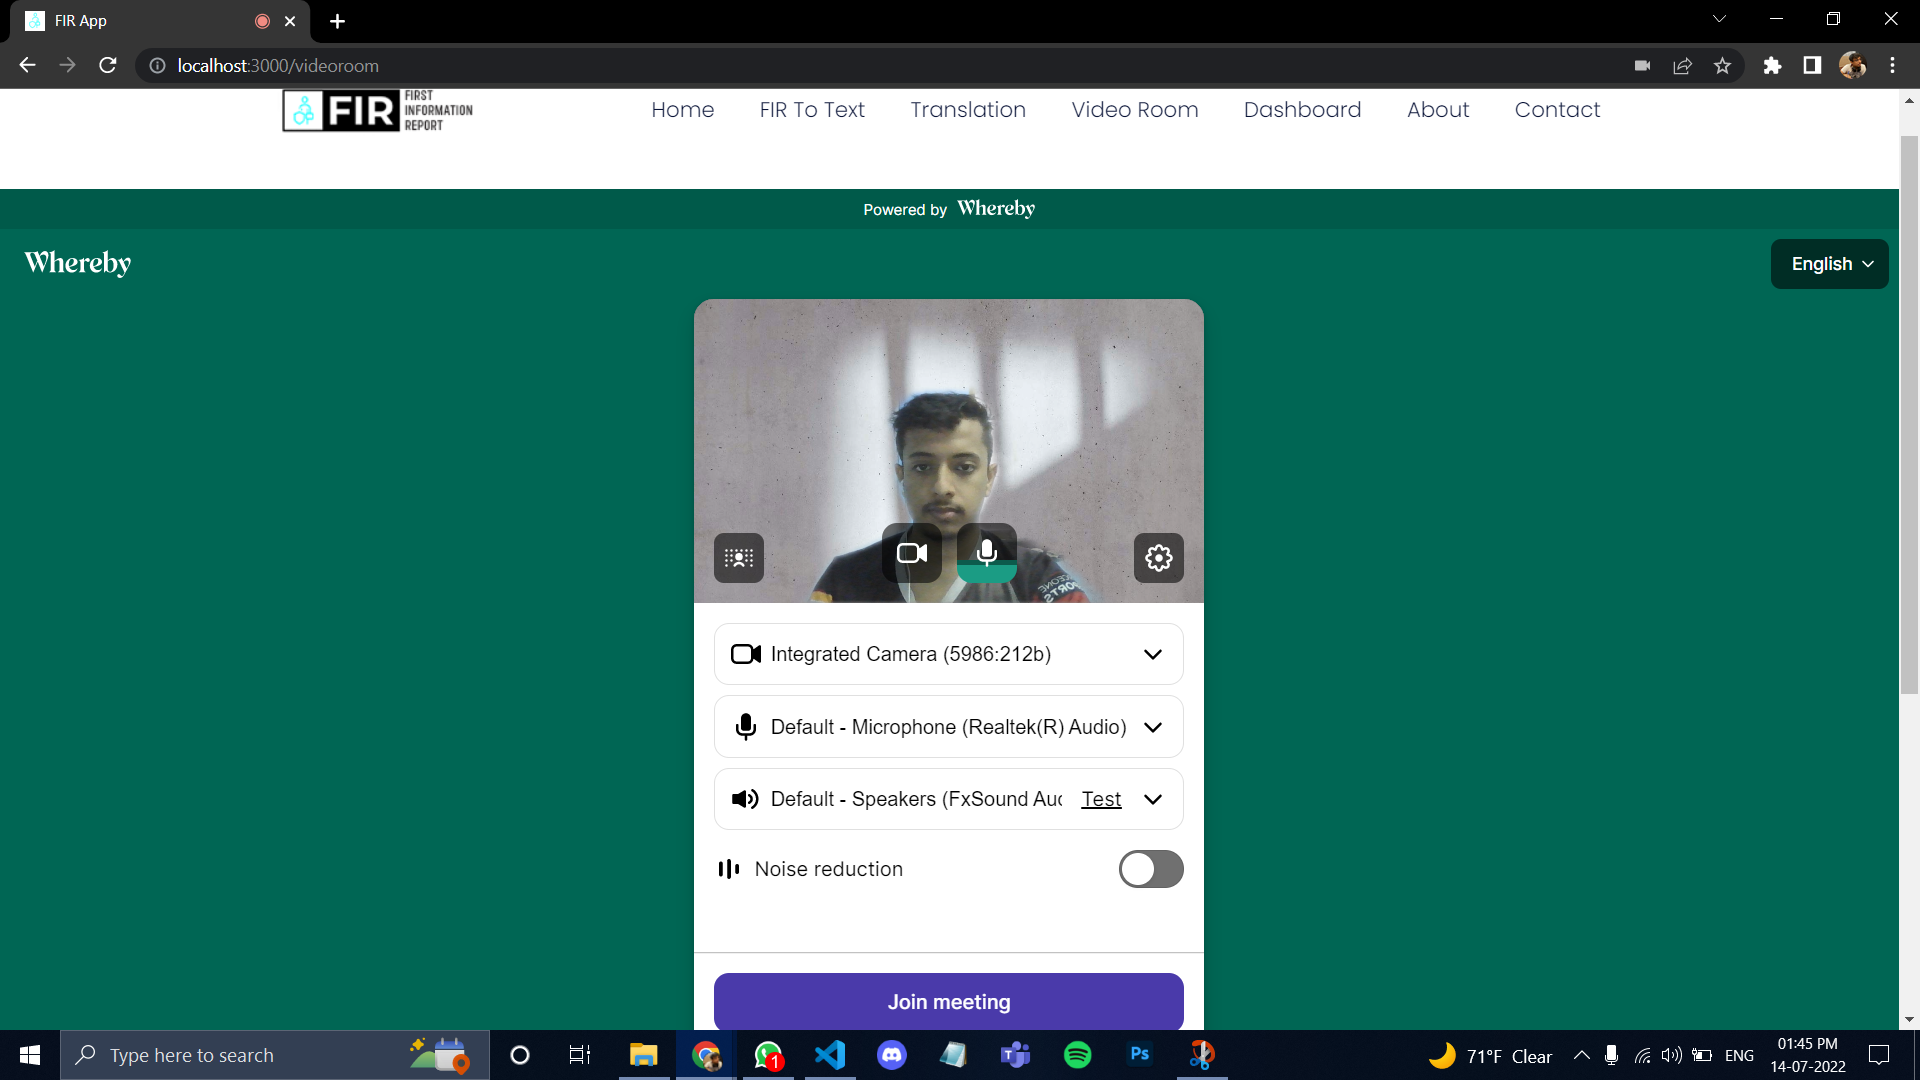 FIR App
localhost:3000/videoroom
FIR
FIRST
INFORMATION
REPORT
Home
FIR To Text
Translation
Video Room
Dashboard
About
Contact
Powered by Whereby
Whereby
English
Integrated Camera (5986:212b)
Default - Microphone (Realtek(R) Audio)
Default - Speakers (FxSound Auc
Test
Noise reduction
Join meeting
Type here to search
1
Ps
71°F Clear
ENG
01:45 PM
14-07-2022